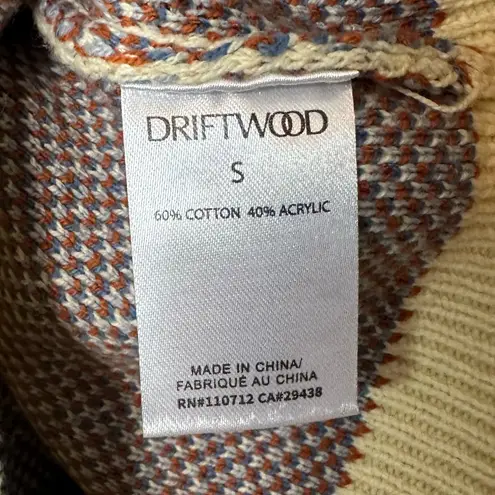 DRIFTWOOD
S
60% COTTON 40% ACRYLIC
MADE IN CHINA/
FABRIQUÉ AU CHINA
RN#110712 CA#29438